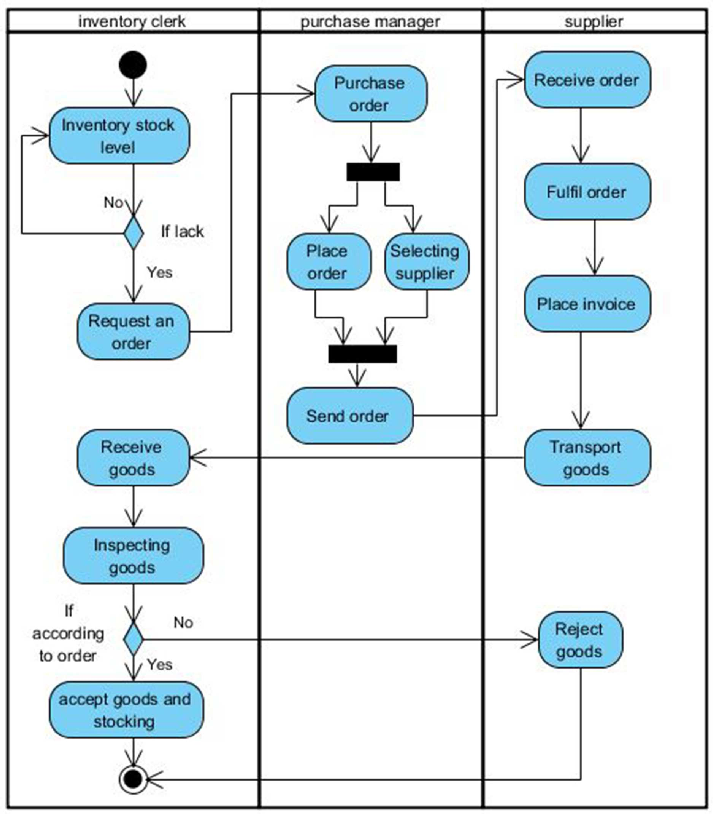 inventory clerk
purchase manager
supplier
Inventory stock
level
No
If lack
Yes
Request an
order
Purchase
order
Place
order
Selecting
supplier
Send order
Receive order
Fulfil order
Place invoice
Transport
goods
Receive
goods
Inspecting
goods
If
according
to order
No
Yes
Reject
goods
accept goods and
stocking